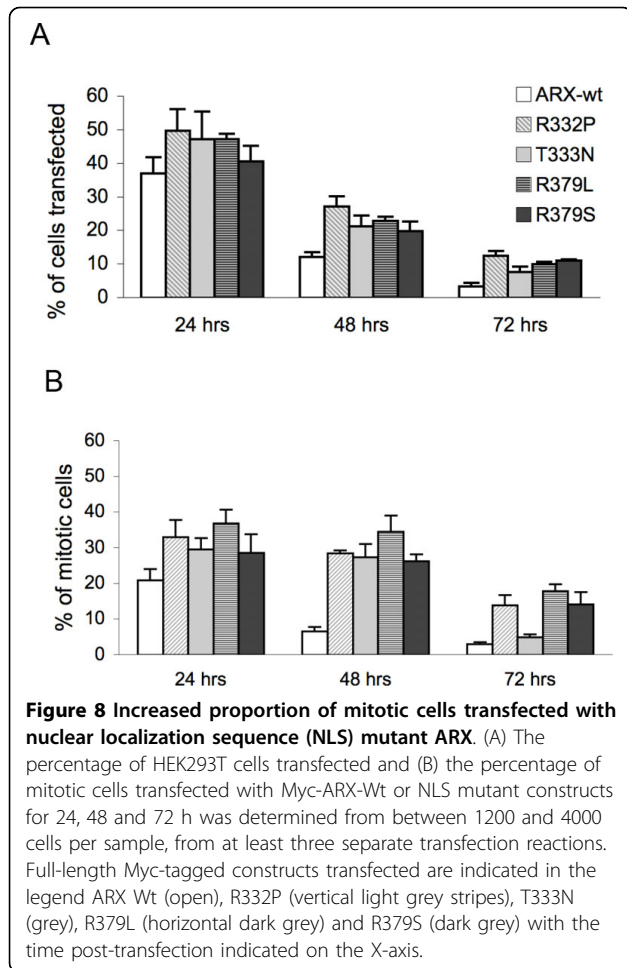 A
% of cells transfected
60
50
40
30
20
10
0
ARX-wt
R332P
T333N
R379L
R379S
24 hrs
48 hrs
72 hrs
B
% of mitotic cells
60
50
40
30
20
10
0
24 hrs
48 hrs
72 hrs
Figure 8 Increased proportion of mitotic cells transfected with
nuclear localization sequence (NLS) mutant ARX. (A) The
percentage of HEK293T cells transfected and (B) the percentage of
mitotic cells transfected with Myc-ARX-Wt or NLS mutant constructs
for 24, 48 and 72 h was determined from between 1200 and 4000
cells per sample, from at least three separate transfection reactions.
Full-length Myc-tagged constructs transfected are indicated in the
legend ARX Wt (open), R332P (vertical light grey stripes), T333N
(grey), R379L (horizontal dark grey) and R379S (dark grey) with the
time post-transfection indicated on the X-axis.